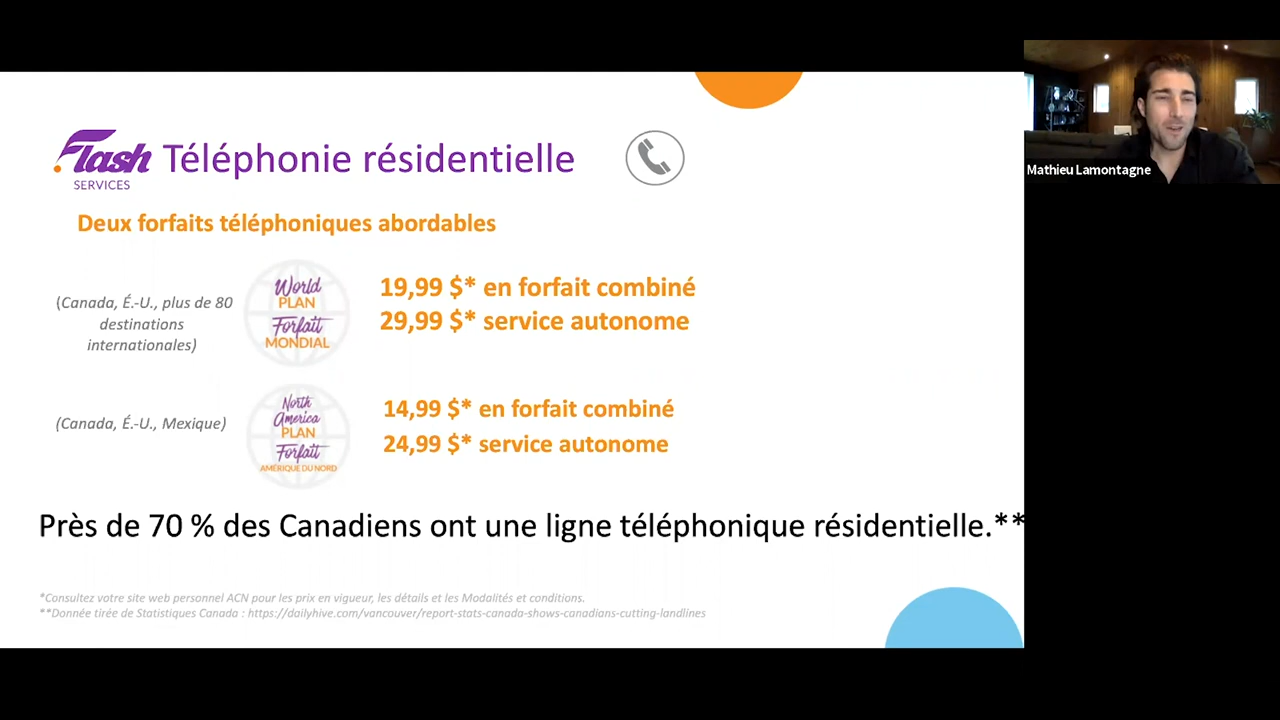 Flash
SERVICES
Téléphonie résidentielle
Mathieu Lamontagne
Deux forfaits téléphoniques abordables
(Canada, É.-U., plus de 80
destinations
internationales)
World
PLAN
Forfait
MONDIAL
19,99 $* en forfait combiné
29,99 $* service autonome
(Canada, É.-U., Mexique)
North
America
PLAN
Forfait
AMÉRIQUE DU NORD
14,99 $* en forfait combiné
24,99 $* service autonome
Près de 70 % des Canadiens ont une ligne téléphonique résidentielle.**
*Consultez votre site web personnel ACN pour les prix en vigueur, les détails et les Modalités et conditions.
**Donnée tirée de Statistiques Canada : https://dailyhive.com/vancouver/report-stats-canada-shows-canadians-cutting-landlines